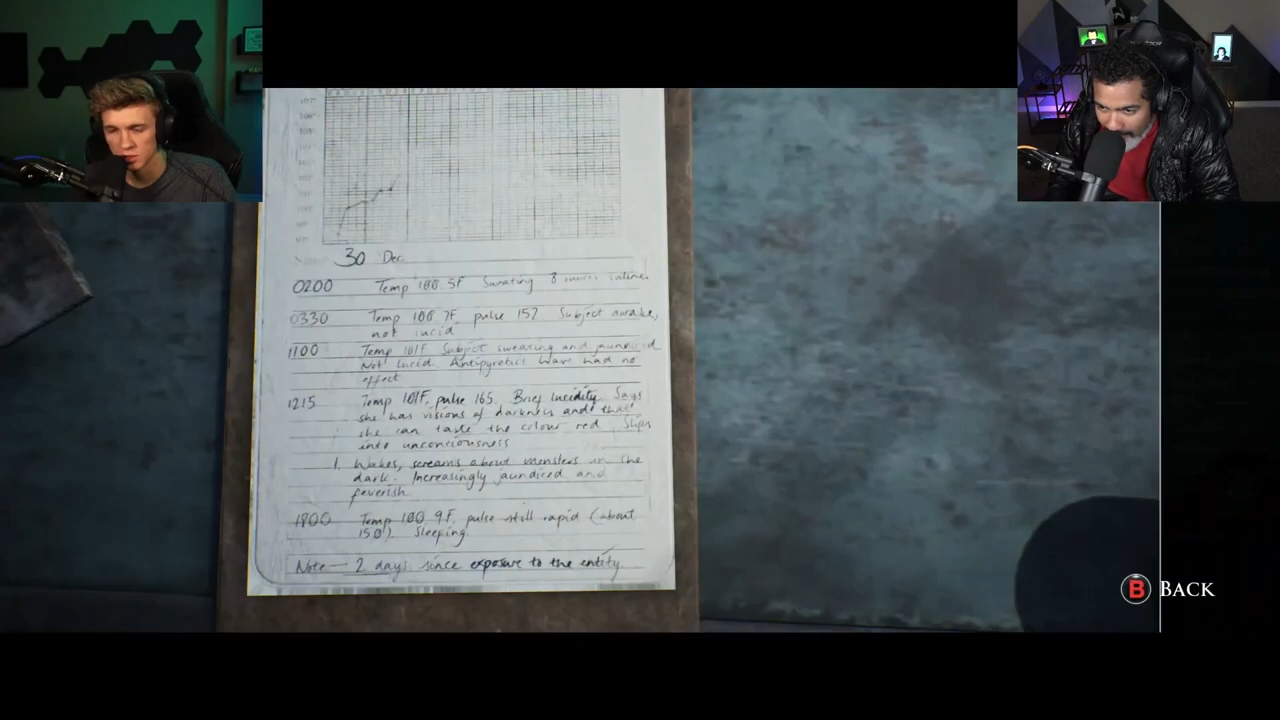 30 Dec
0200 Temp 100.5F Sweating
0330 Temp 100.7F pulse 152 Subject awake,
not lucid
1100 Temp 101F Subject sweating and jaundiced
Not lucid. Antipyretics have had no
effect
1215 Temp 101F, pulse 165. Brief lucidity. Says
she has visions of darkness and that
she can taste the colour red. Slips
into unconciousness
Wakes, screams about monsters in the
dark. Increasingly jaundiced and
feverish.
1800 Temp 100.9F, pulse still rapid (about
150). Sleeping.
Note — 2 days since exposure to the entity
B BACK